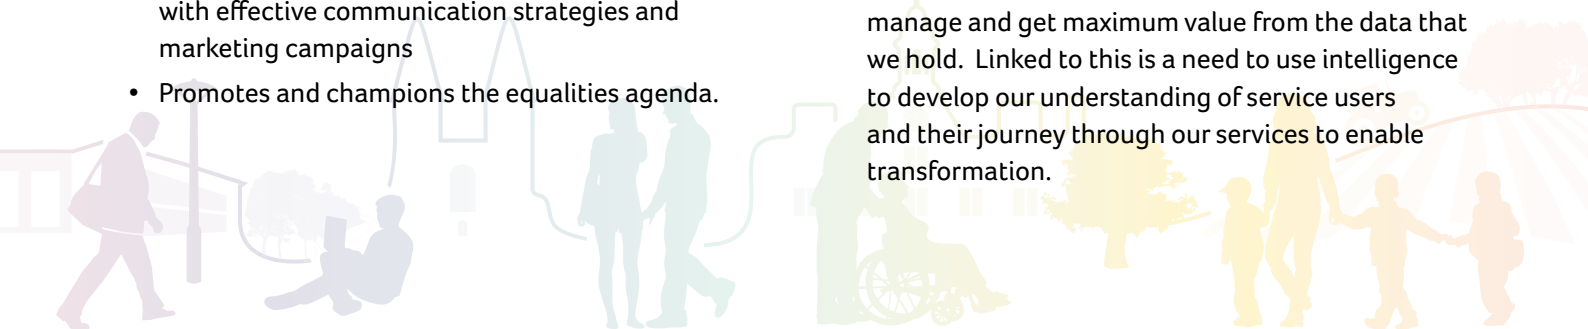 with effective communication strategies and
marketing campaigns
• Promotes and champions the equalities agenda.
manage and get maximum value from the data that
we hold. Linked to this is a need to use intelligence
to develop our understanding of service users
and their journey through our services to enable
transformation.